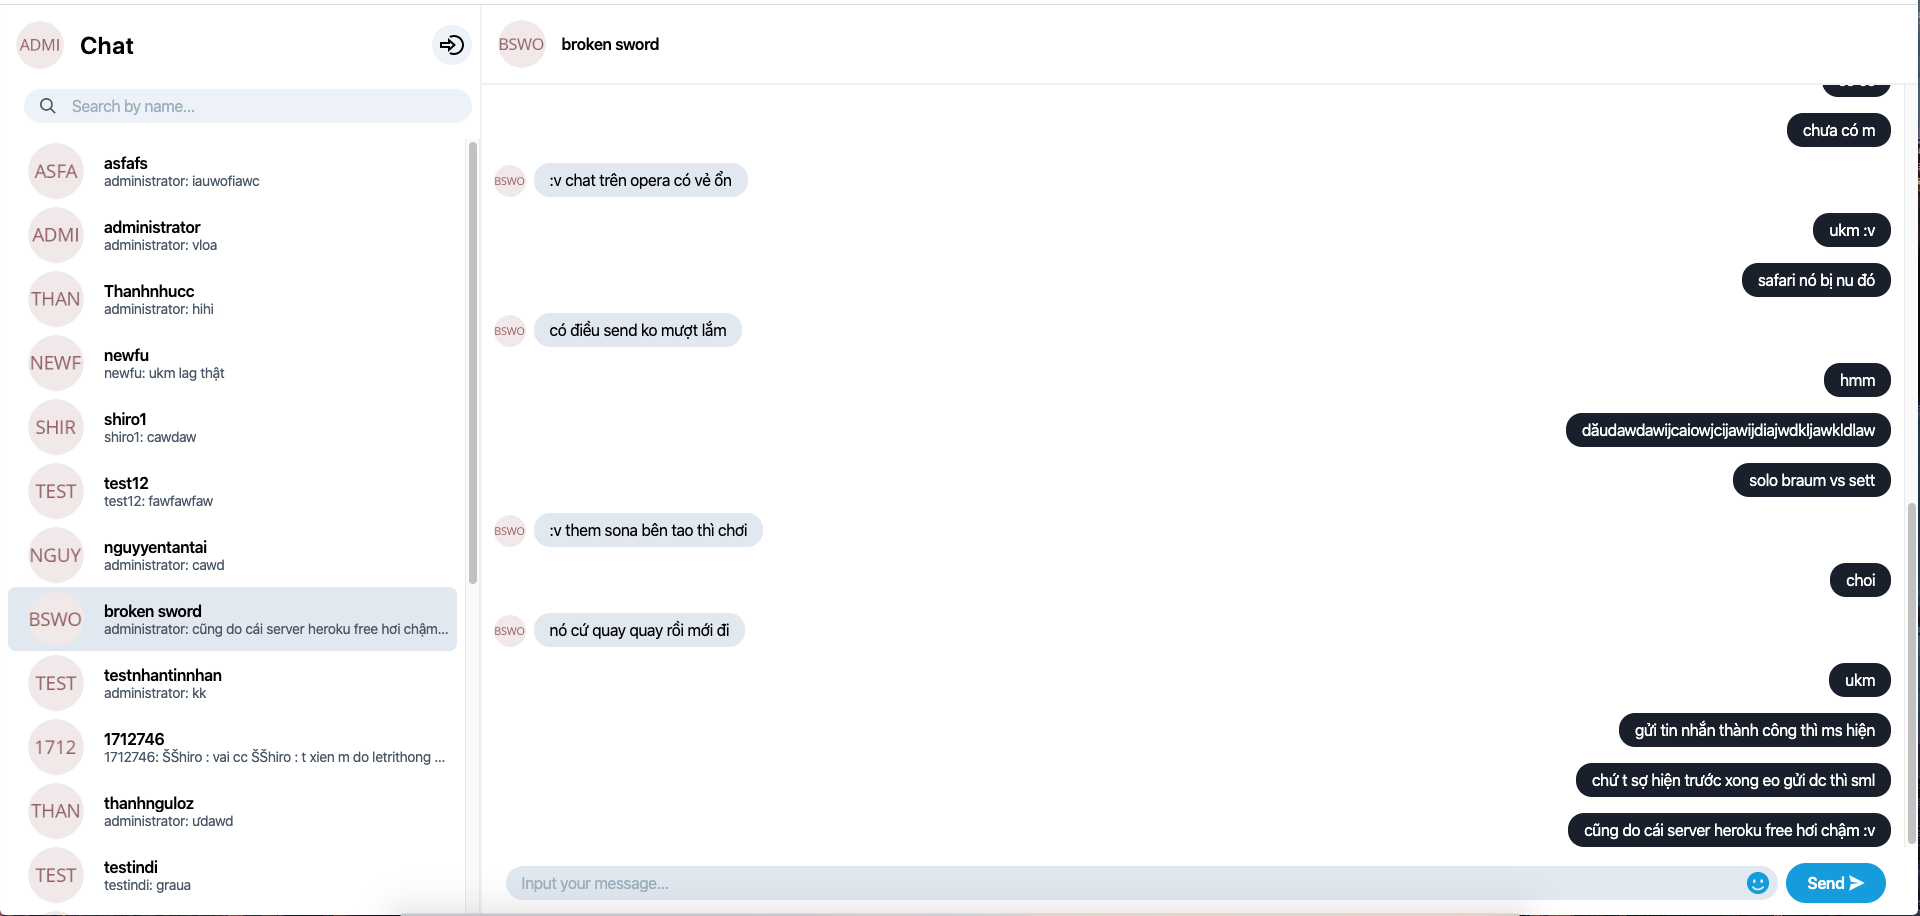 ADMI
Chat
Search by name...
ASFA
asfafs
administrator: iauwofiawc
ADMI
administrator
administrator: vloa
THAN
Thanhnhucc
administrator: hihi
NEWF
newfu
newfu: ukm lag thật
SHIR
shiro1
shiro1: cawdaw
TEST
test12
test12: fawfawfaw
NGUY
nguyyentantai
administrator: cawd
BSWO
broken sword
administrator: cũng do cái server heroku free hơi chậm...
TEST
testnhantinnhan
administrator: kk
1712
1712746
1712746: ŠŠhiro : vai cc ŠŠhiro : t xien m do letrithong ...
THAN
thanhnguloz
administrator: ưdawd
TEST
testindi
testindi: graua
BSWO
broken sword
chưa có m
BSWO
:v chat trên opera có vẻ ổn
ukm :v
safari nó bị nu đó
BSWO
có điều send ko mượt lắm
hmm
dăudawdawijcaiowjcijawijdiajwdkljawkldlaw
solo braum vs sett
BSWO
:v them sona bên tao thì chơi
choi
BSWO
nó cứ quay quay rồi mới đi
ukm
gửi tin nhắn thành công thì ms hiện
chứ t sợ hiện trước xong eo gửi dc thì sml
cũng do cái server heroku free hơi chậm :v
Input your message...
Send